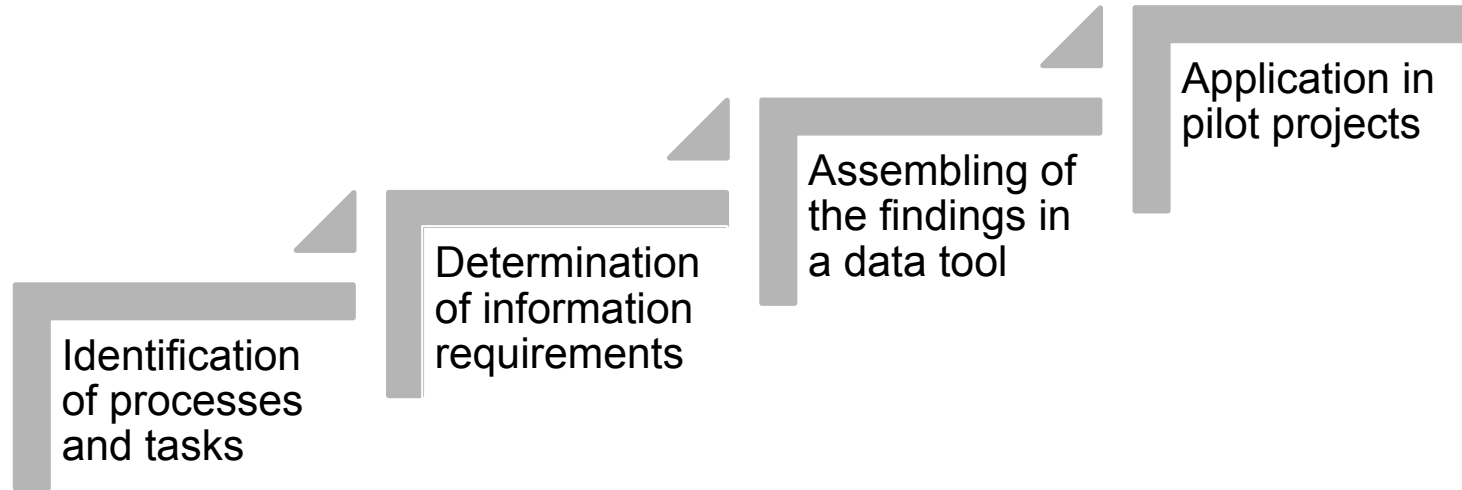 Identification
of processes
and tasks
Determination
of information
requirements
Assembling of
the findings in
a data tool
Application in
pilot projects